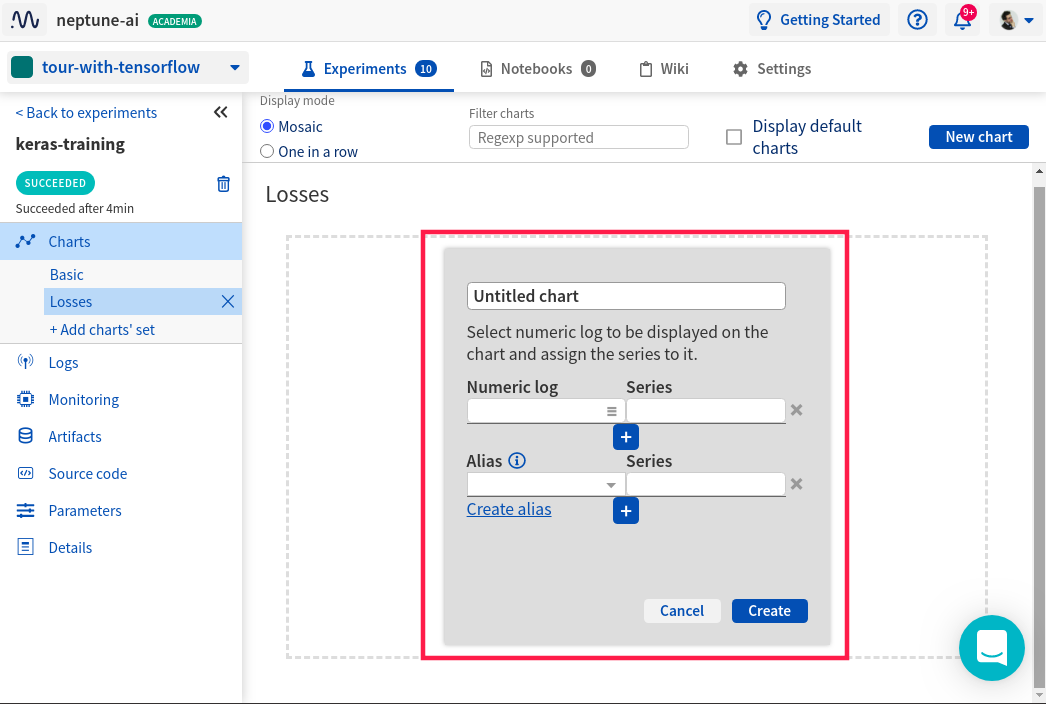 neptune-ai ACADEMIA Getting Started 9+
tour-with-tensorflow Experiments 10 Notebooks 0 Wiki Settings
< Back to experiments
keras-training
SUCCEEDED
Succeeded after 4min
Charts
Basic
Losses
+ Add charts' set
Logs
Monitoring
Artifacts
Source code
Parameters
Details
Display mode
Mosaic
One in a row
Filter charts
Regexp supported
Display default
charts
New chart
Losses
Untitled chart
Select numeric log to be displayed on the
chart and assign the series to it.
Numeric log Series
Alias Series
Create alias
Cancel Create